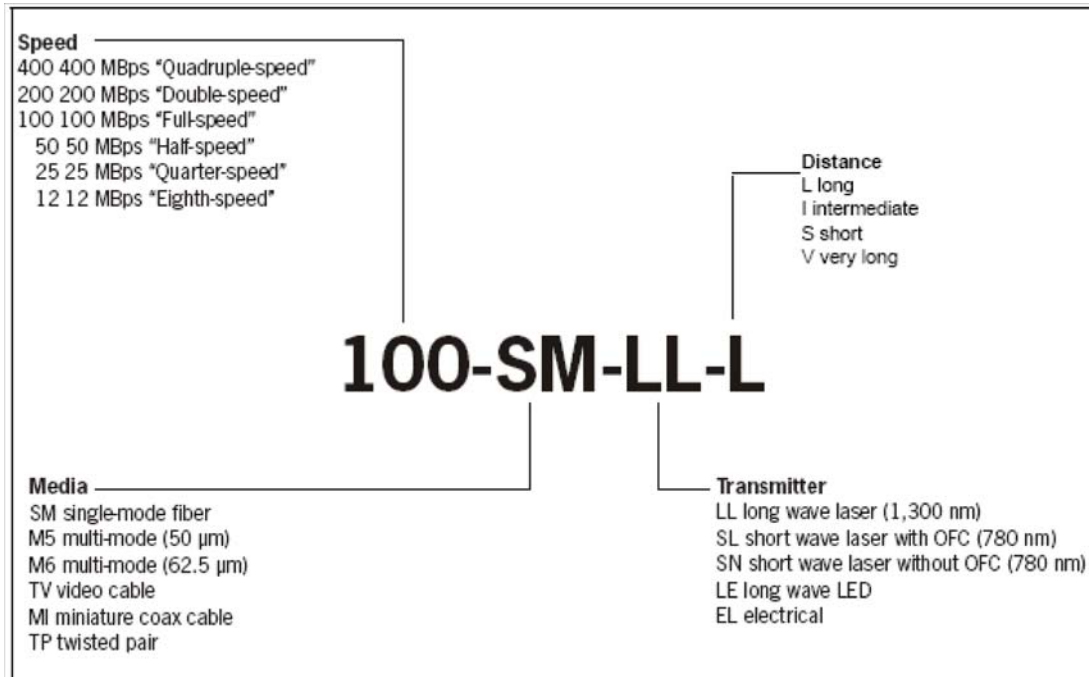 Speed
400 400 MBps “Quadruple-speed”
200 200 MBps “Double-speed”
100 100 MBps “Full-speed”
50 50 MBps “Half-speed”
25 25 MBps “Quarter-speed”
12 12 MBps “Eighth-speed”
Distance
L long
I intermediate
S short
V very long
100-SM-LL-L
Media
SM single-mode fiber
M5 multi-mode (50 µm)
M6 multi-mode (62.5 µm)
TV video cable
MI miniature coax cable
TP twisted pair
Transmitter
LL long wave laser (1,300 nm)
SL short wave laser with OFC (780 nm)
SN short wave laser without OFC (780 nm)
LE long wave LED
EL electrical